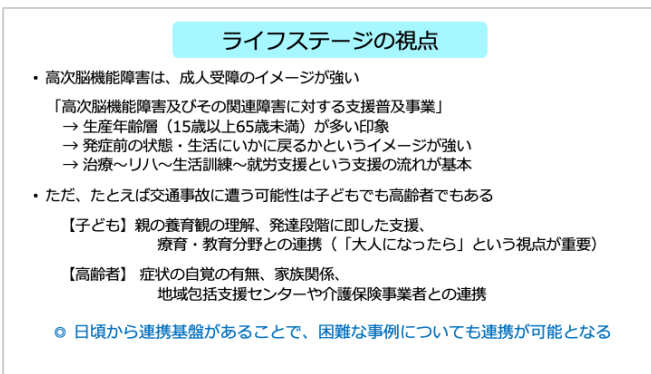 ライフステージの視点
• 高次脳機能障害は、成人受障のイメージが強い
「高次脳機能障害及びその関連障害に対する支援普及事業」
→ 生産年齢層（15歳以上65歳未満）が多い印象
→ 発症前の状態・生活にいかに戻るかというイメージが強い
→ 治療～リハ～生活訓練～就労支援という支援の流れが基本
• ただ、たとえば交通事故に遭う可能性は子どもでも高齢者でもある
【子ども】親の養育観の理解、発達段階に即した支援、
療育・教育分野との連携（「大人になったら」という視点が重要）
【高齢者】 症状の自覚の有無、家族関係、
地域包括支援センターや介護保険事業者との連携
◎ 日頃から連携基盤があることで、困難な事例についても連携が可能となる